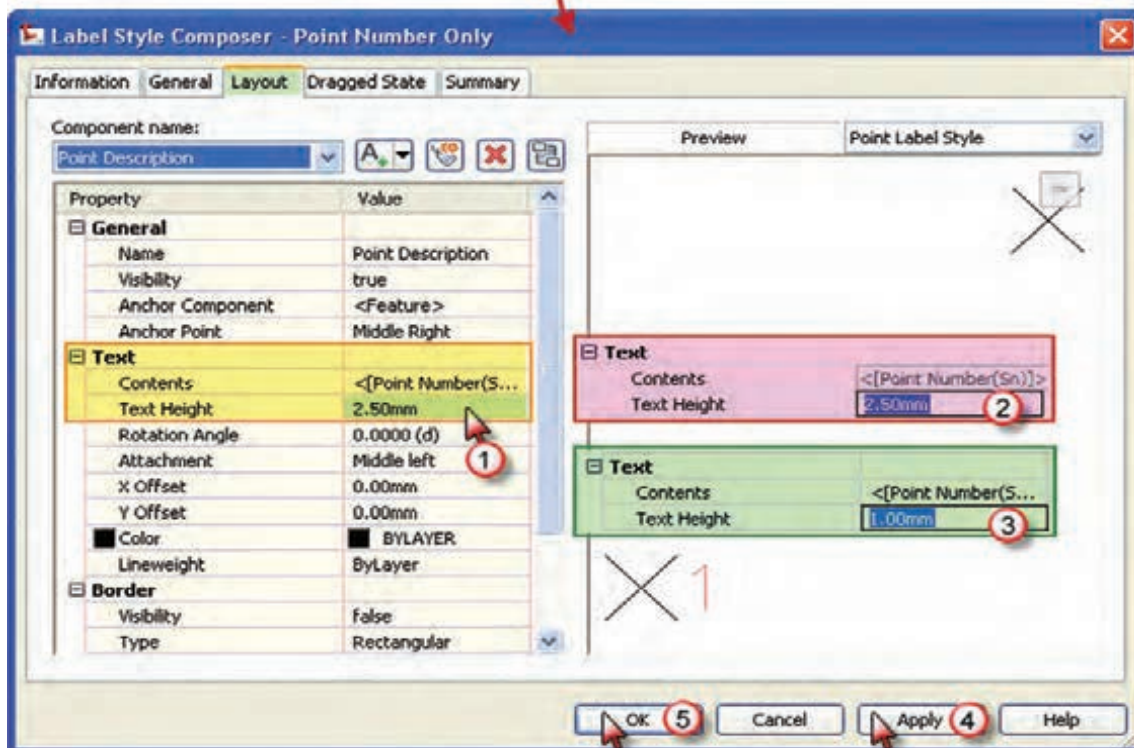 Label Style Composer - Point Number Only
Information General Layout Dragged State Summary
Component name:
Point Description
Preview Point Label Style
Property Value
General
Name Point Description
Visibility true
Anchor Component <Feature>
Anchor Point Middle Right
Text
Contents <[Point Number(S...
Text Height 2.50mm
1
Rotation Angle 0.0000 (d)
Attachment Middle left
X Offset 0.00mm
Y Offset 0.00mm
Color BYLAYER
Lineweight ByLayer
Border
Visibility false
Type Rectangular
Text
Contents <[Point Number(Sn)]>
Text Height 2.50mm 2
Text
Contents <[Point Number(S...
Text Height 1.00mm 3
1
OK 5 Cancel Apply 4 Help